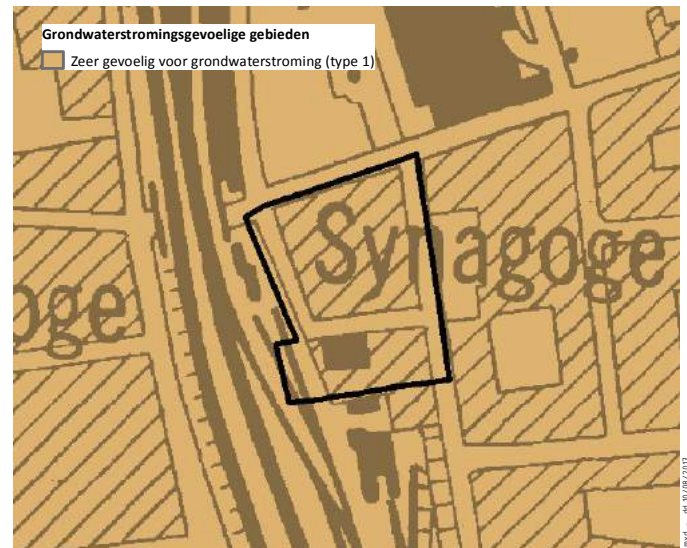 Grondwaterstromingsgevoelige gebieden
Zeer gevoelig voor grondwaterstroming (type 1)
Synagoge
oge